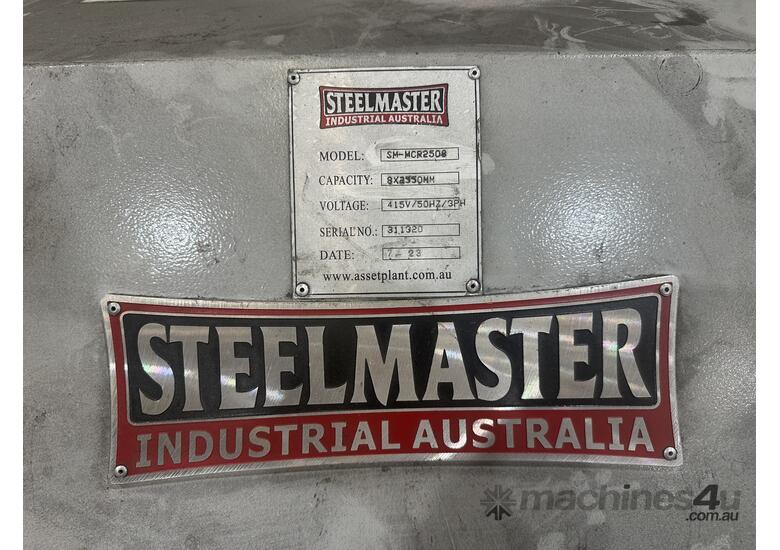 STEELMASTER
INDUSTRIAL AUSTRALIA
MODEL: SM-MCR2508
CAPACITY: 8X2550MM
VOLTAGE: 415V/50HZ/3PH
SERIAL NO.: 311320
DATE: 7-23
www.assetplant.com.au
STEELMASTER
INDUSTRIAL AUSTRALIA
machines4u
.com.au